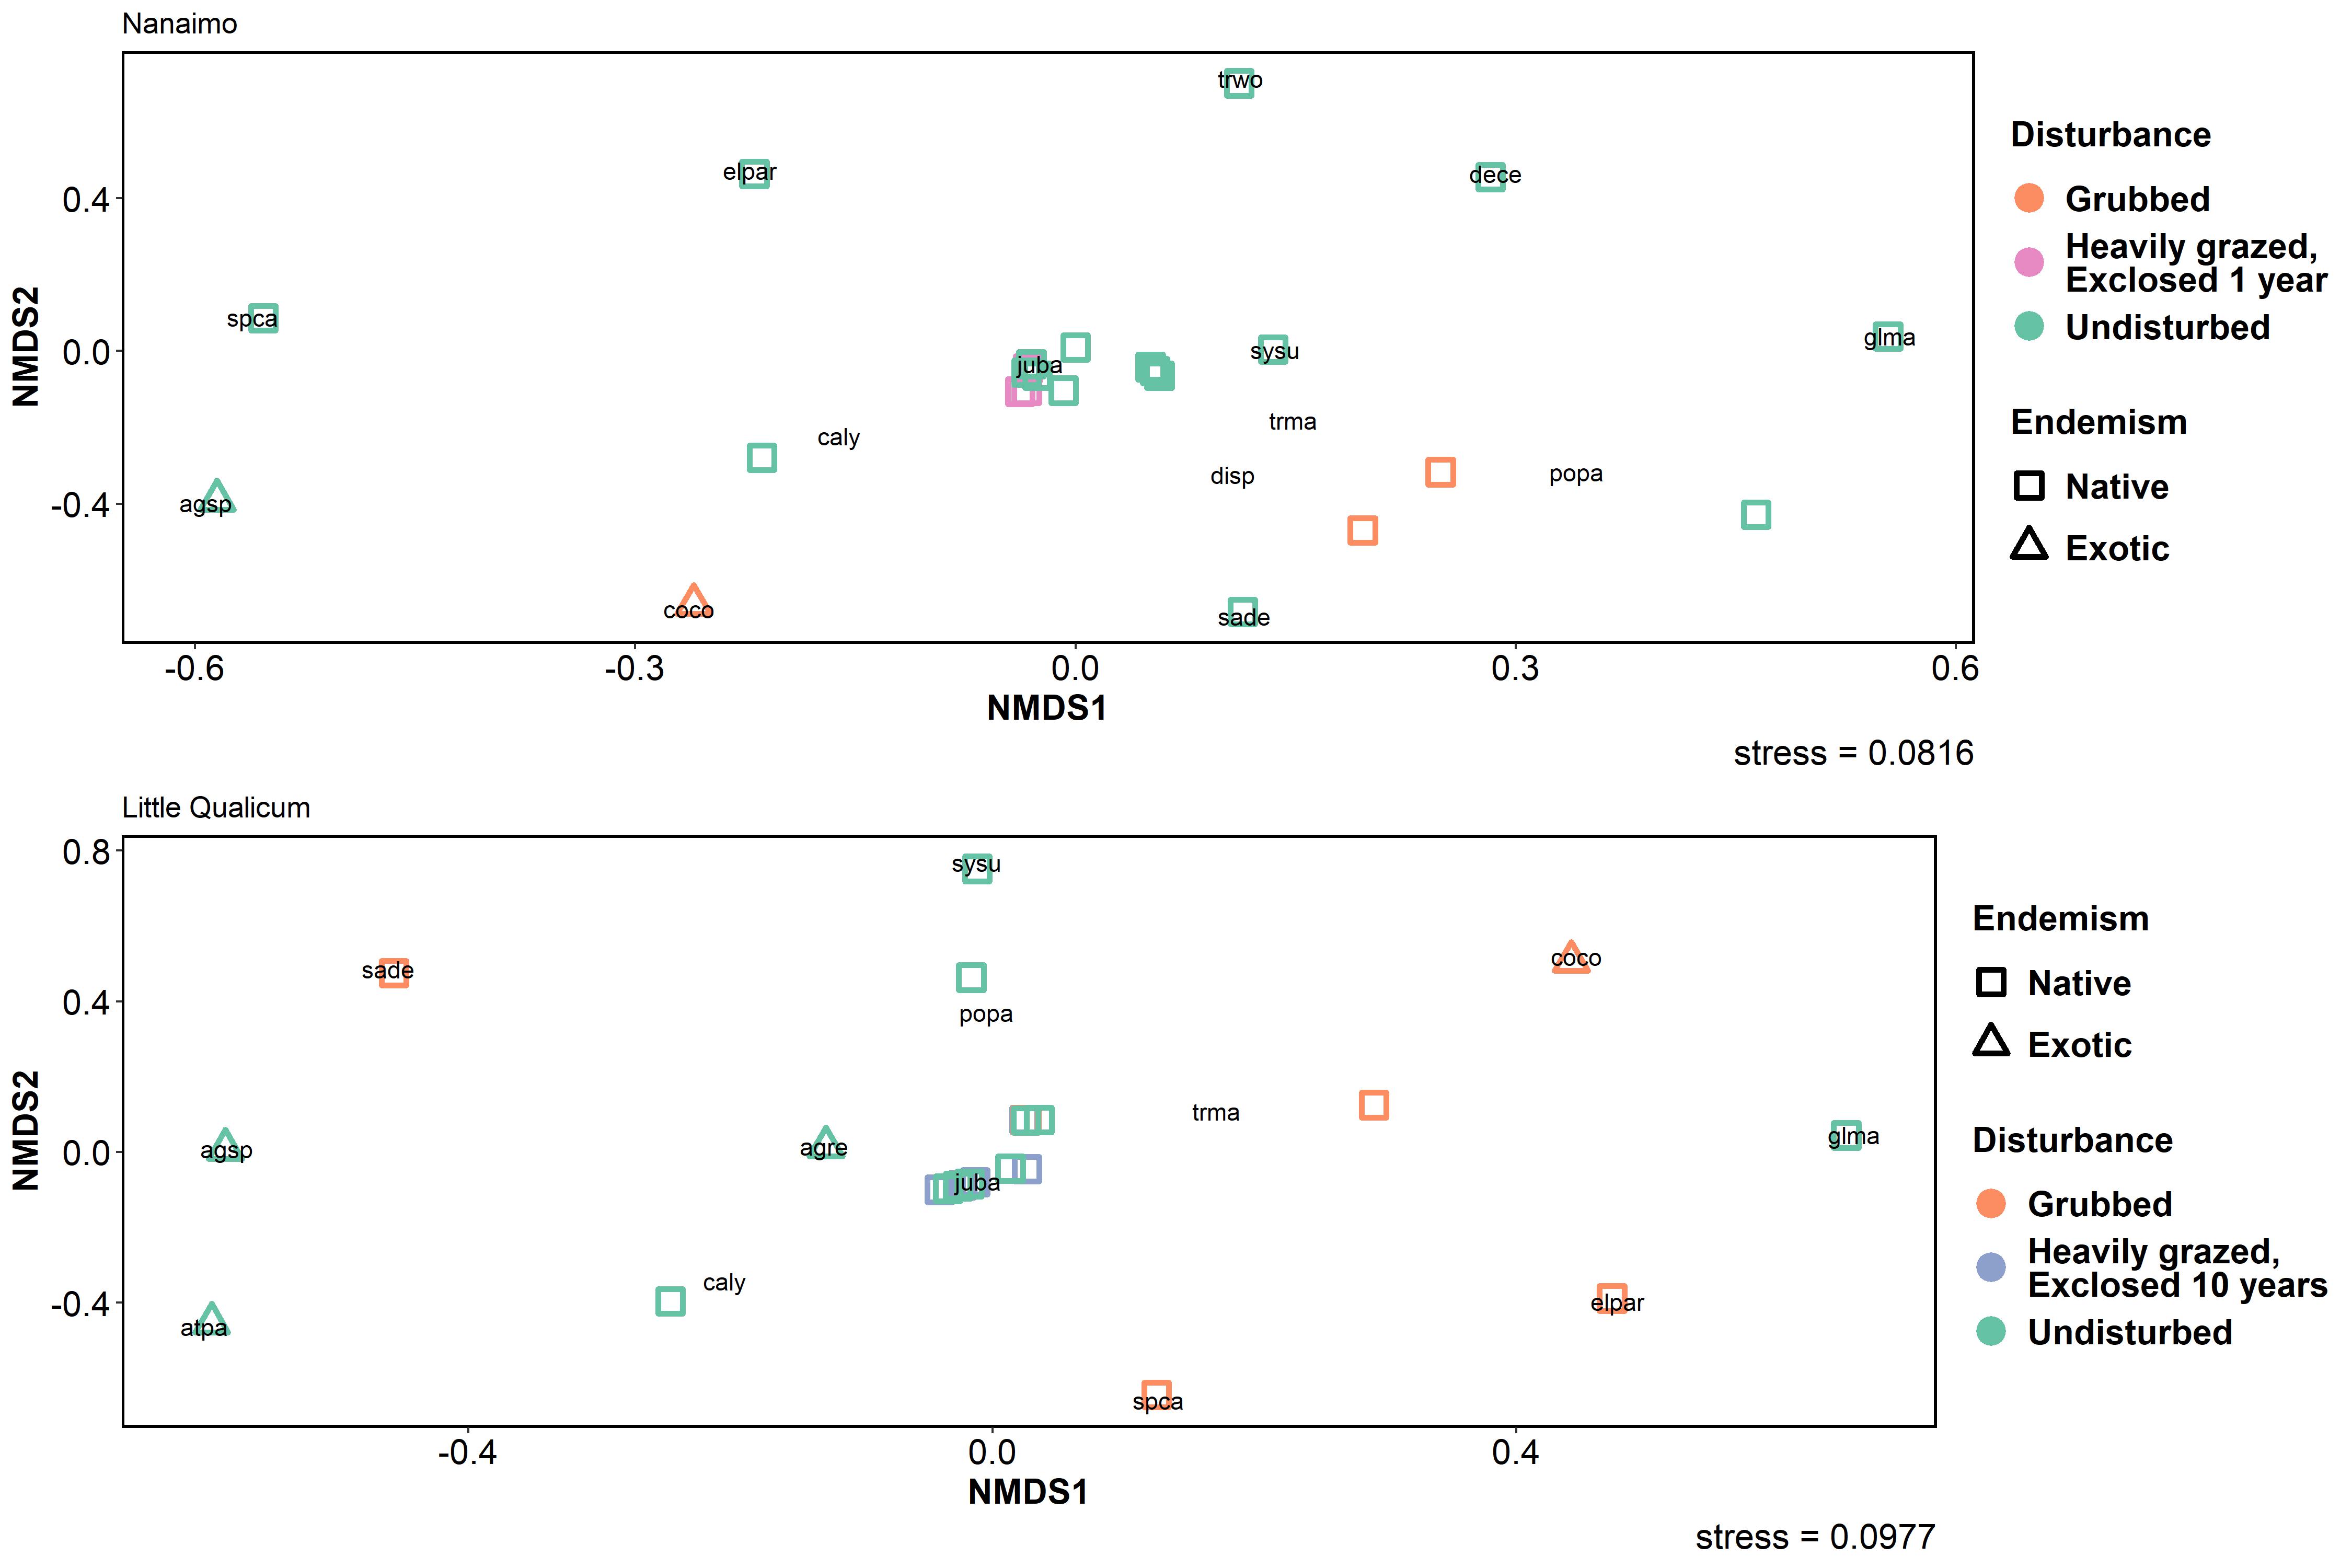 Nanaimo
trwo
elpar
dece
0.4
Disturbance
Grubbed
Heavily grazed,
Exclosed 1 year
Undisturbed
NMDS2
spca
0.0
juba
sysu
glma
caly
trma
disp
popa
-0.4
agsp
coco
sade
Endemism
Native
Exotic
-0.6
-0.3
0.0
0.3
0.6
NMDS1
stress = 0.0816
Little Qualicum
0.8
sysu
sade
coco
0.4
popa
NMDS2
trma
agsp
agre
glma
0.0
juba
caly
-0.4
elpar
atpa
spca
Endemism
Native
Exotic
Disturbance
Grubbed
Heavily grazed,
Exclosed 10 years
Undisturbed
-0.4
0.0
0.4
NMDS1
stress = 0.0977